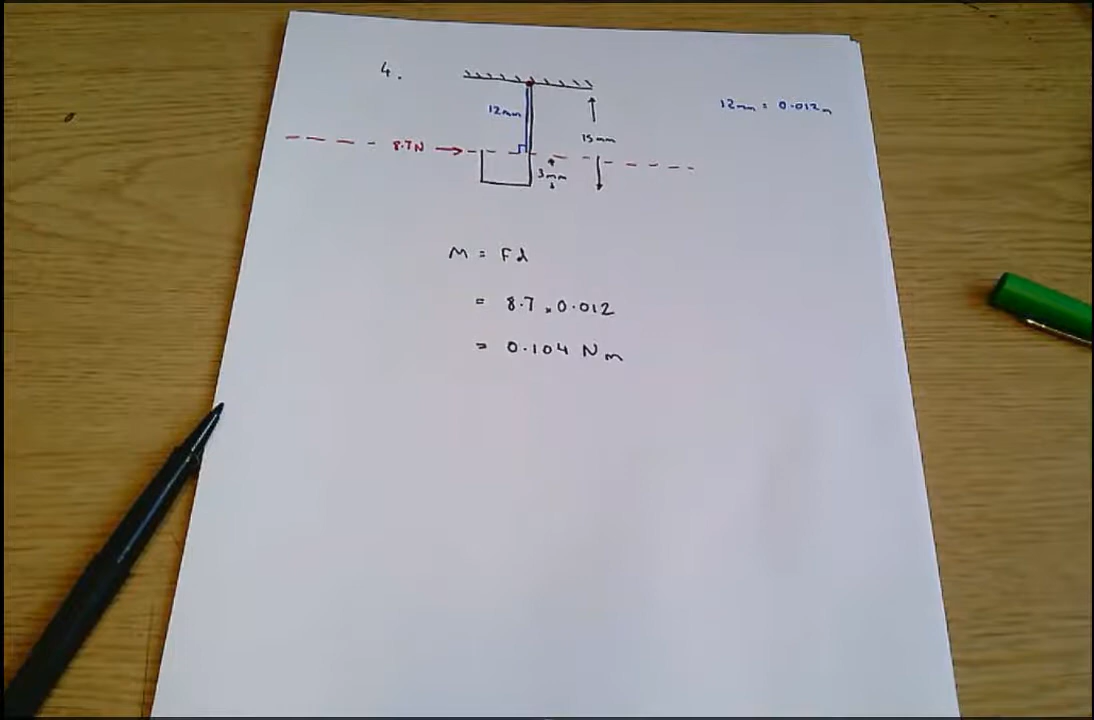 4.
12mm
12mm = 0.012m
15mm
8.7N
3mm
M = Fd
= 8.7 × 0.012
= 0.104 Nm